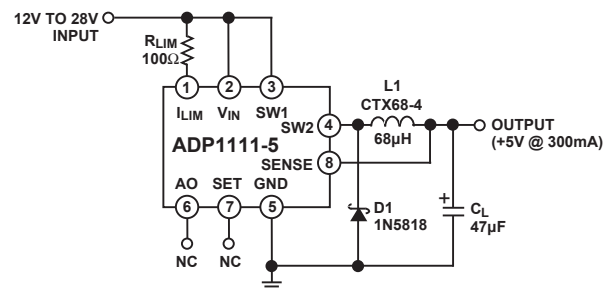 12V TO 28V
INPUT
RLIM
100Ω
1
2
3
ILIM
VIN
SW1
L1
CTX68-4
68µH
SW2
4
OUTPUT
(+5V @ 300mA)
ADP1111-5
SENSE
8
AO
SET
GND
6
7
5
D1
1N5818
+
CL
47µF
NC
NC